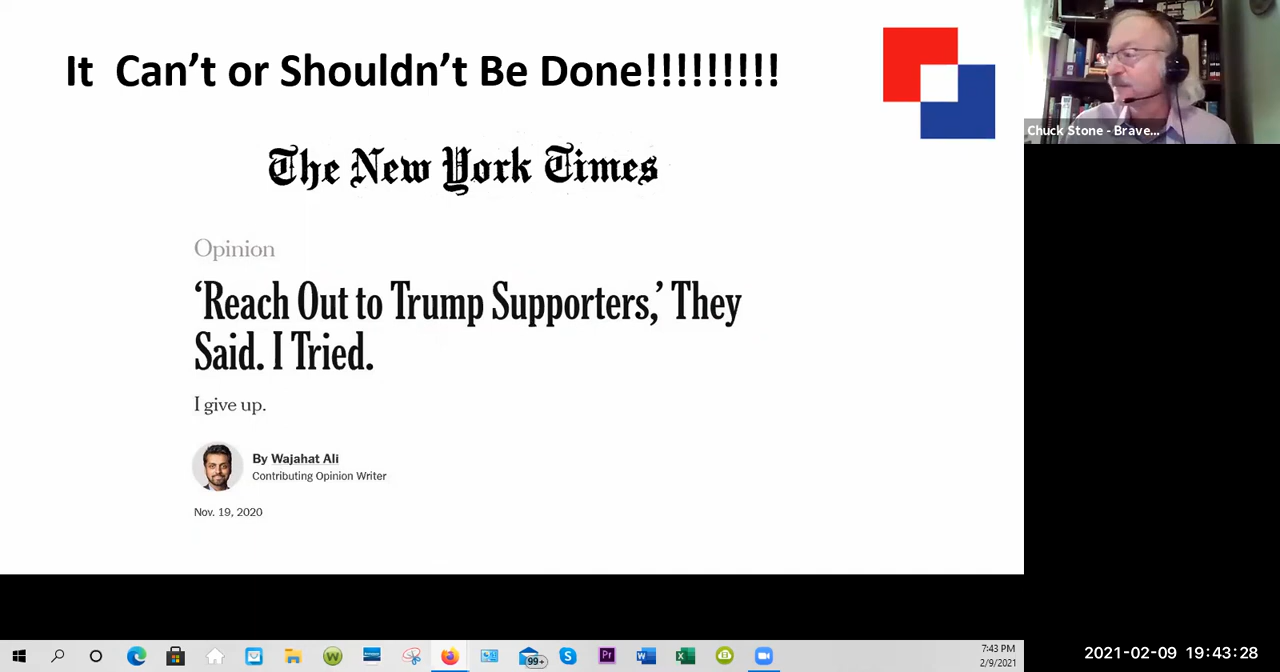 It  Can’t or Shouldn’t Be Done!!!!!!!!!
The New York Times
Opinion
‘Reach Out to Trump Supporters,’ They
Said. I Tried.
I give up.
By Wajahat Ali
Contributing Opinion Writer
Nov. 19, 2020
Chuck Stone - Brave...
99+
7:43 PM
2/9/2021
2021-02-09 19:43:28